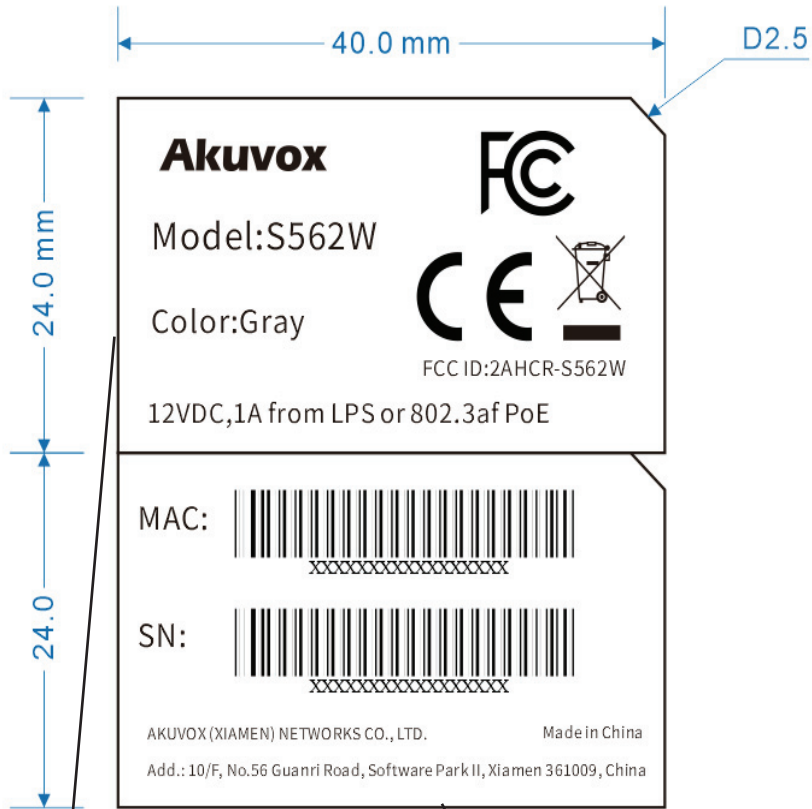 40.0 mm
D2.5
24.0 mm
Akuvox
FC
Model:S562W
CE
Color:Gray
FCC ID:2AHCR-S562W
12VDC,1A from LPS or 802.3af PoE
24.0
MAC:
XXXXXXXXXXXXXXXXX
SN:
XXXXXXXXXXXXXXXXX
AKUVOX (XIAMEN) NETWORKS CO., LTD. Made in China
Add.: 10/F, No.56 Guanri Road, Software Park II, Xiamen 361009, China